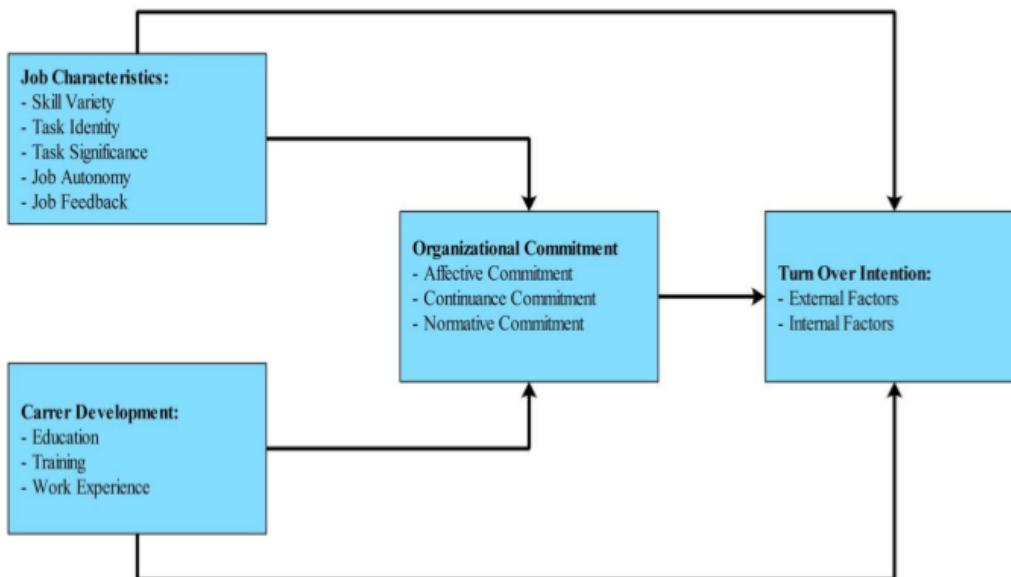 Job Characteristics:
- Skill Variety
- Task Identity
- Task Significance
- Job Autonomy
- Job Feedback
Organizational Commitment
- Affective Commitment
- Continuance Commitment
- Normative Commitment
Turn Over Intention:
- External Factors
- Internal Factors
Carrer Development:
- Education
- Training
- Work Experience